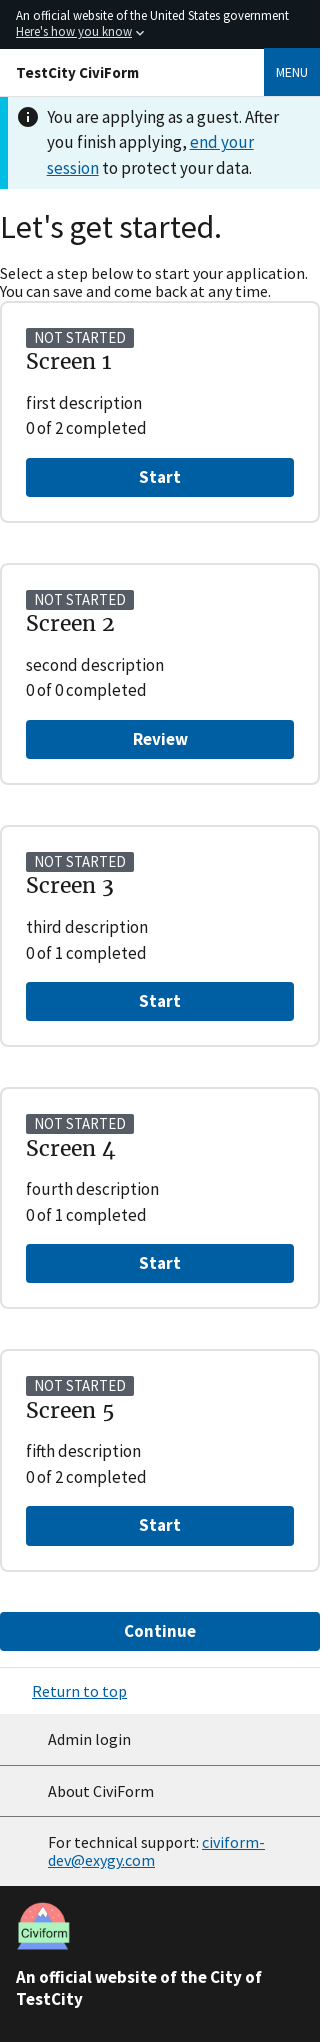 An official website of the United States government
Here's how you know
TestCity CiviForm
MENU
You are applying as a guest. After
you finish applying, end your
session to protect your data.
Let's get started.
Select a step below to start your application.
You can save and come back at any time.
NOT STARTED
Screen 1
first description
0 of 2 completed
Start
NOT STARTED
Screen 2
second description
0 of 0 completed
Review
NOT STARTED
Screen 3
third description
0 of 1 completed
Start
NOT STARTED
Screen 4
fourth description
0 of 1 completed
Start
NOT STARTED
Screen 5
fifth description
0 of 2 completed
Start
Continue
Return to top
Admin login
About CiviForm
For technical support: civiform-
dev@exygy.com
Civiform
An official website of the City of
TestCity